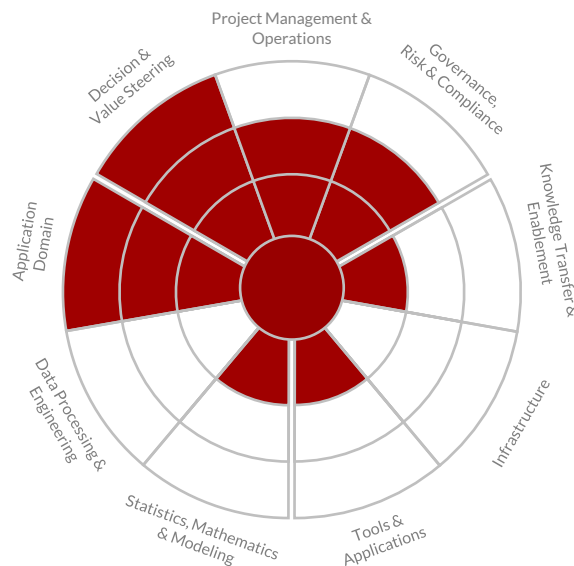 Project Management &
Operations
Governance,
Risk & Compliance
Knowledge Transfer &
Enablement
Infrastructure
Tools &
Applications
Statistics, Mathematics
& Modeling
Data Processing &
Engineering
Application
Domain
Decision &
Value Steering